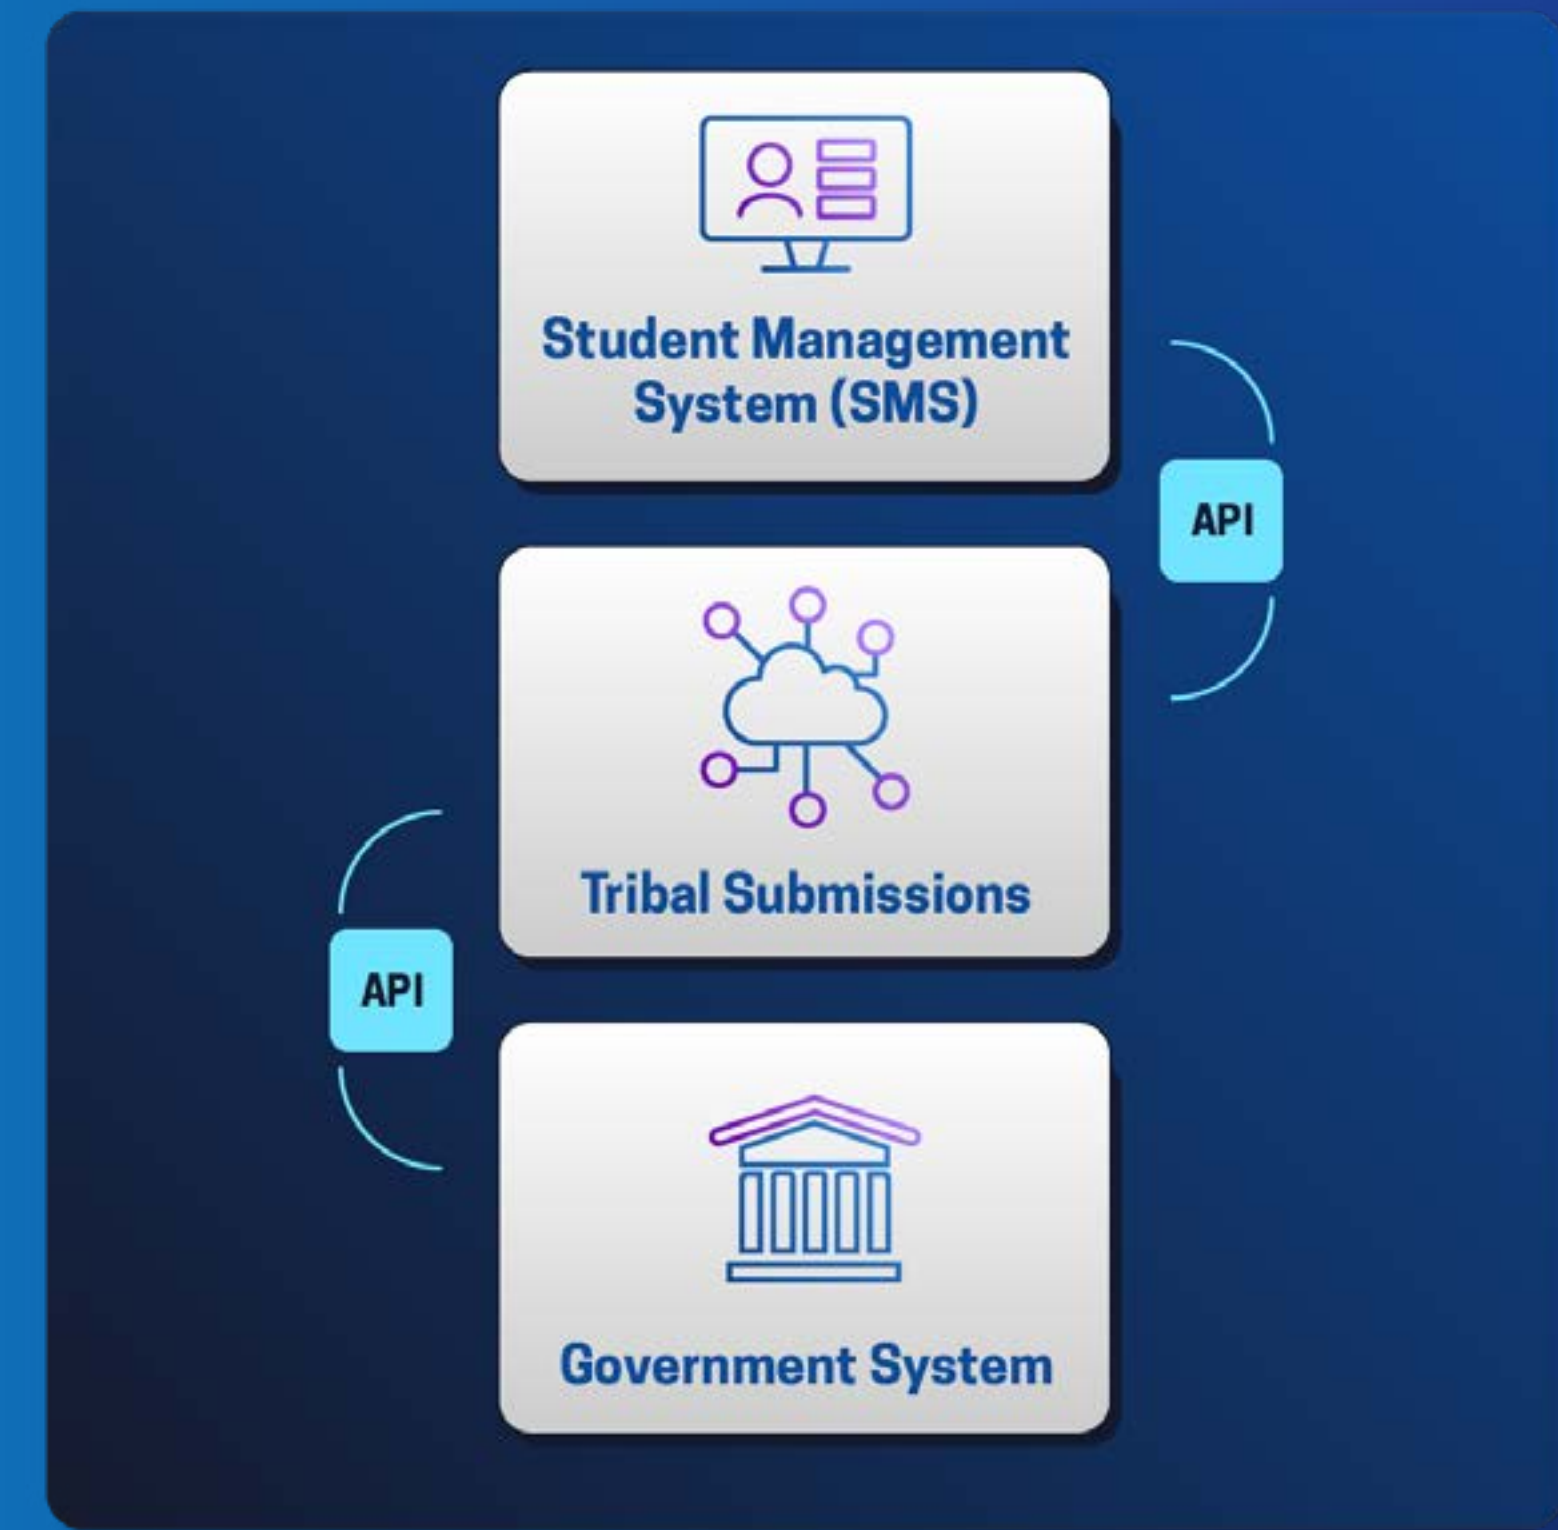 Student Management
System (SMS)
API
Tribal Submissions
API
Government System